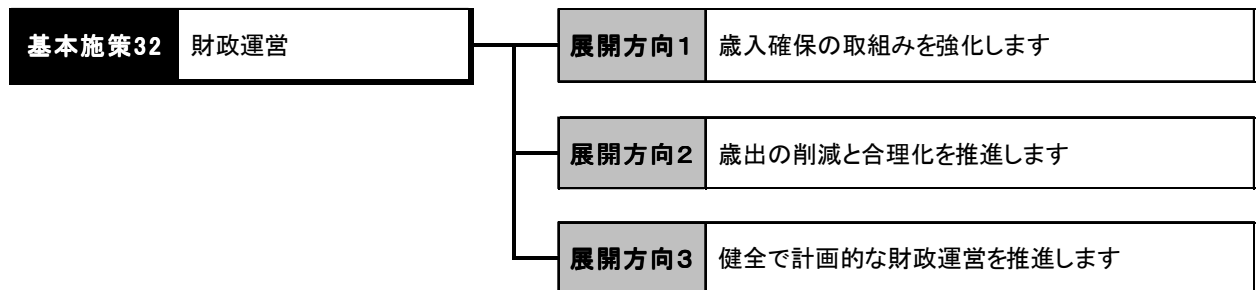 基本施策32 財政運営
展開方向1 歳入確保の取組みを強化します
展開方向2 歳出の削減と合理化を推進します
展開方向3 健全で計画的な財政運営を推進します